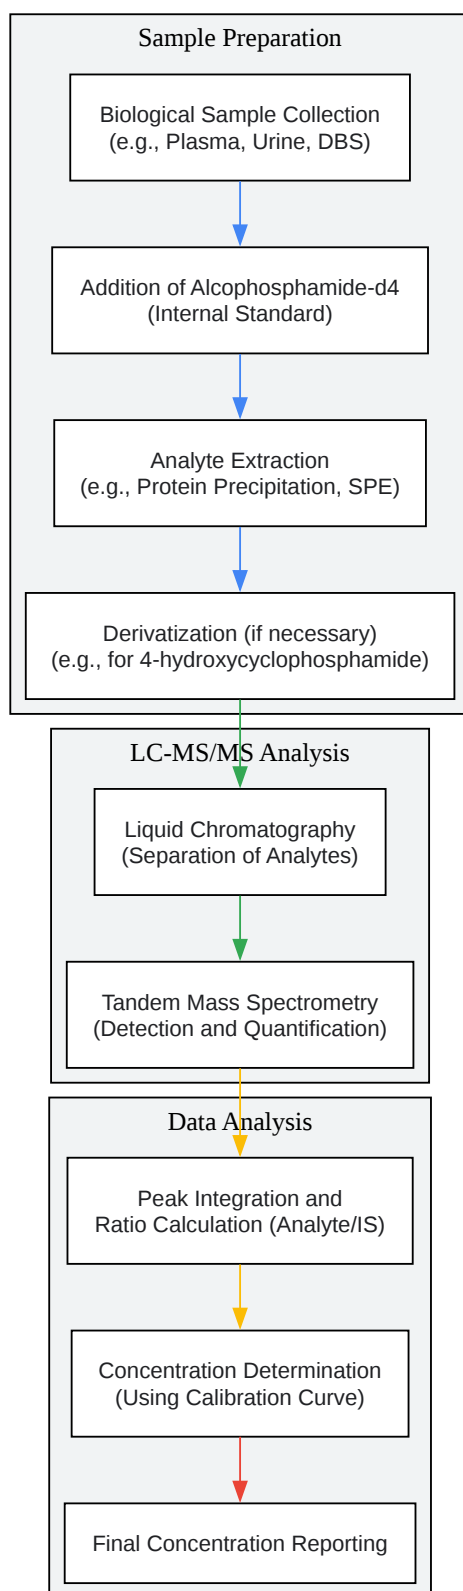 Sample Preparation
Biological Sample Collection
(e.g., Plasma, Urine, DBS)
Addition of Alcophosphamide-d4
(Internal Standard)
Analyte Extraction
(e.g., Protein Precipitation, SPE)
Derivatization (if necessary)
(e.g., for 4-hydroxycyclophosphamide)
LC-MS/MS Analysis
Liquid Chromatography
(Separation of Analytes)
Tandem Mass Spectrometry
(Detection and Quantification)
Data Analysis
Peak Integration and
Ratio Calculation (Analyte/IS)
Concentration Determination
(Using Calibration Curve)
Final Concentration Reporting